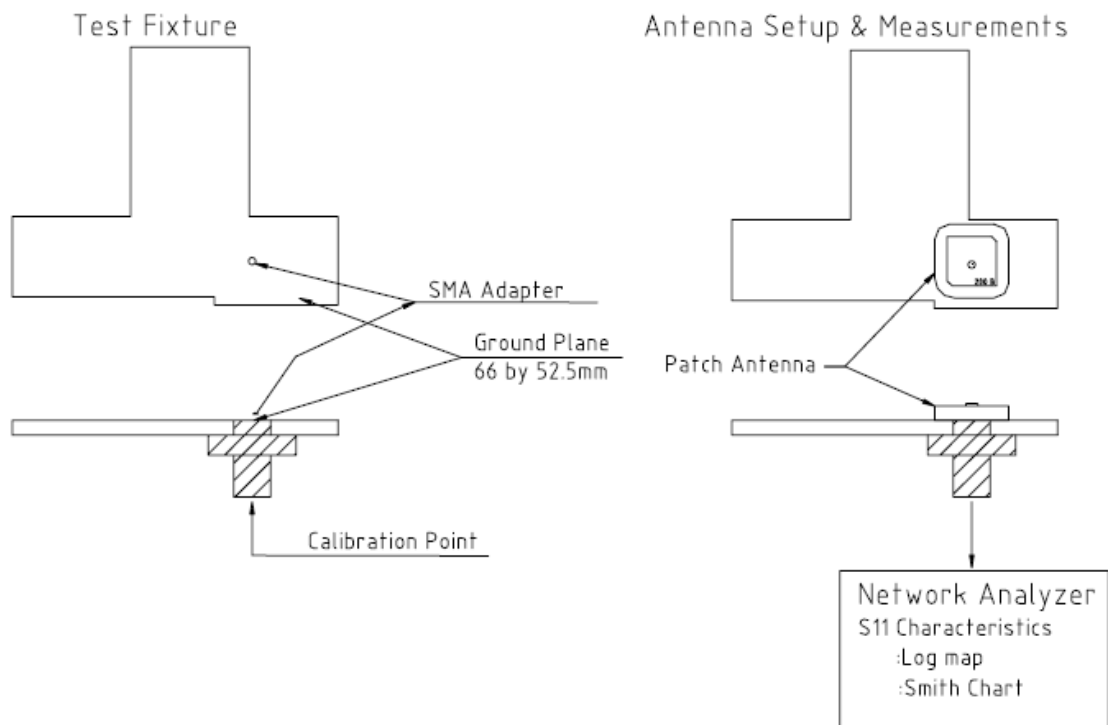 Test Fixture
Antenna Setup & Measurements
SMA Adapter
Ground Plane
66 by 52.5mm
Patch Antenna
Calibration Point
Network Analyzer
S11 Characteristics
:Log map
:Smith Chart